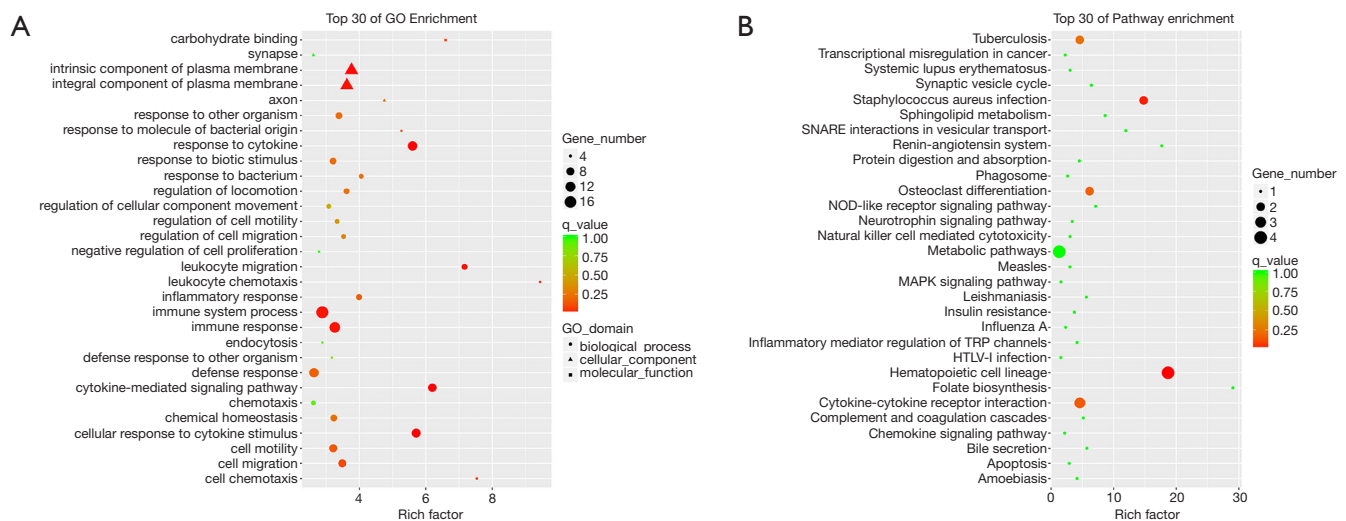 A
Top 30 of GO Enrichment
carbohydrate binding
synapse
intrinsic component of plasma membrane
integral component of plasma membrane
axon
response to other organism
response to molecule of bacterial origin
response to cytokine
response to biotic stimulus
response to bacterium
regulation of locomotion
regulation of cellular component movement
regulation of cell motility
regulation of cell migration
negative regulation of cell proliferation
leukocyte migration
leukocyte chemotaxis
inflammatory response
immune system process
immune response
endocytosis
defense response to other organism
defense response
cytokine-mediated signaling pathway
chemotaxis
chemical homeostasis
cellular response to cytokine stimulus
cell motility
cell migration
cell chemotaxis
4 6 8
Rich factor
Gene_number
4
8
12
16
q_value
1.00
0.75
0.50
0.25
GO_domain
biological_process
cellular_component
molecular_function
B
Top 30 of Pathway enrichment
Tuberculosis
Transcriptional misregulation in cancer
Systemic lupus erythematosus
Synaptic vesicle cycle
Staphylococcus aureus infection
Sphingolipid metabolism
SNARE interactions in vesicular transport
Renin-angiotensin system
Protein digestion and absorption
Phagosome
Osteoclast differentiation
NOD-like receptor signaling pathway
Neurotrophin signaling pathway
Natural killer cell mediated cytotoxicity
Metabolic pathways
Measles
MAPK signaling pathway
Leishmaniasis
Insulin resistance
Influenza A
Inflammatory mediator regulation of TRP channels
HTLV-I infection
Hematopoietic cell lineage
Folate biosynthesis
Cytokine-cytokine receptor interaction
Complement and coagulation cascades
Chemokine signaling pathway
Bile secretion
Apoptosis
Amoebiasis
0 10 20 30
Rich factor
Gene_number
1
2
3
4
q_value
1.00
0.75
0.50
0.25